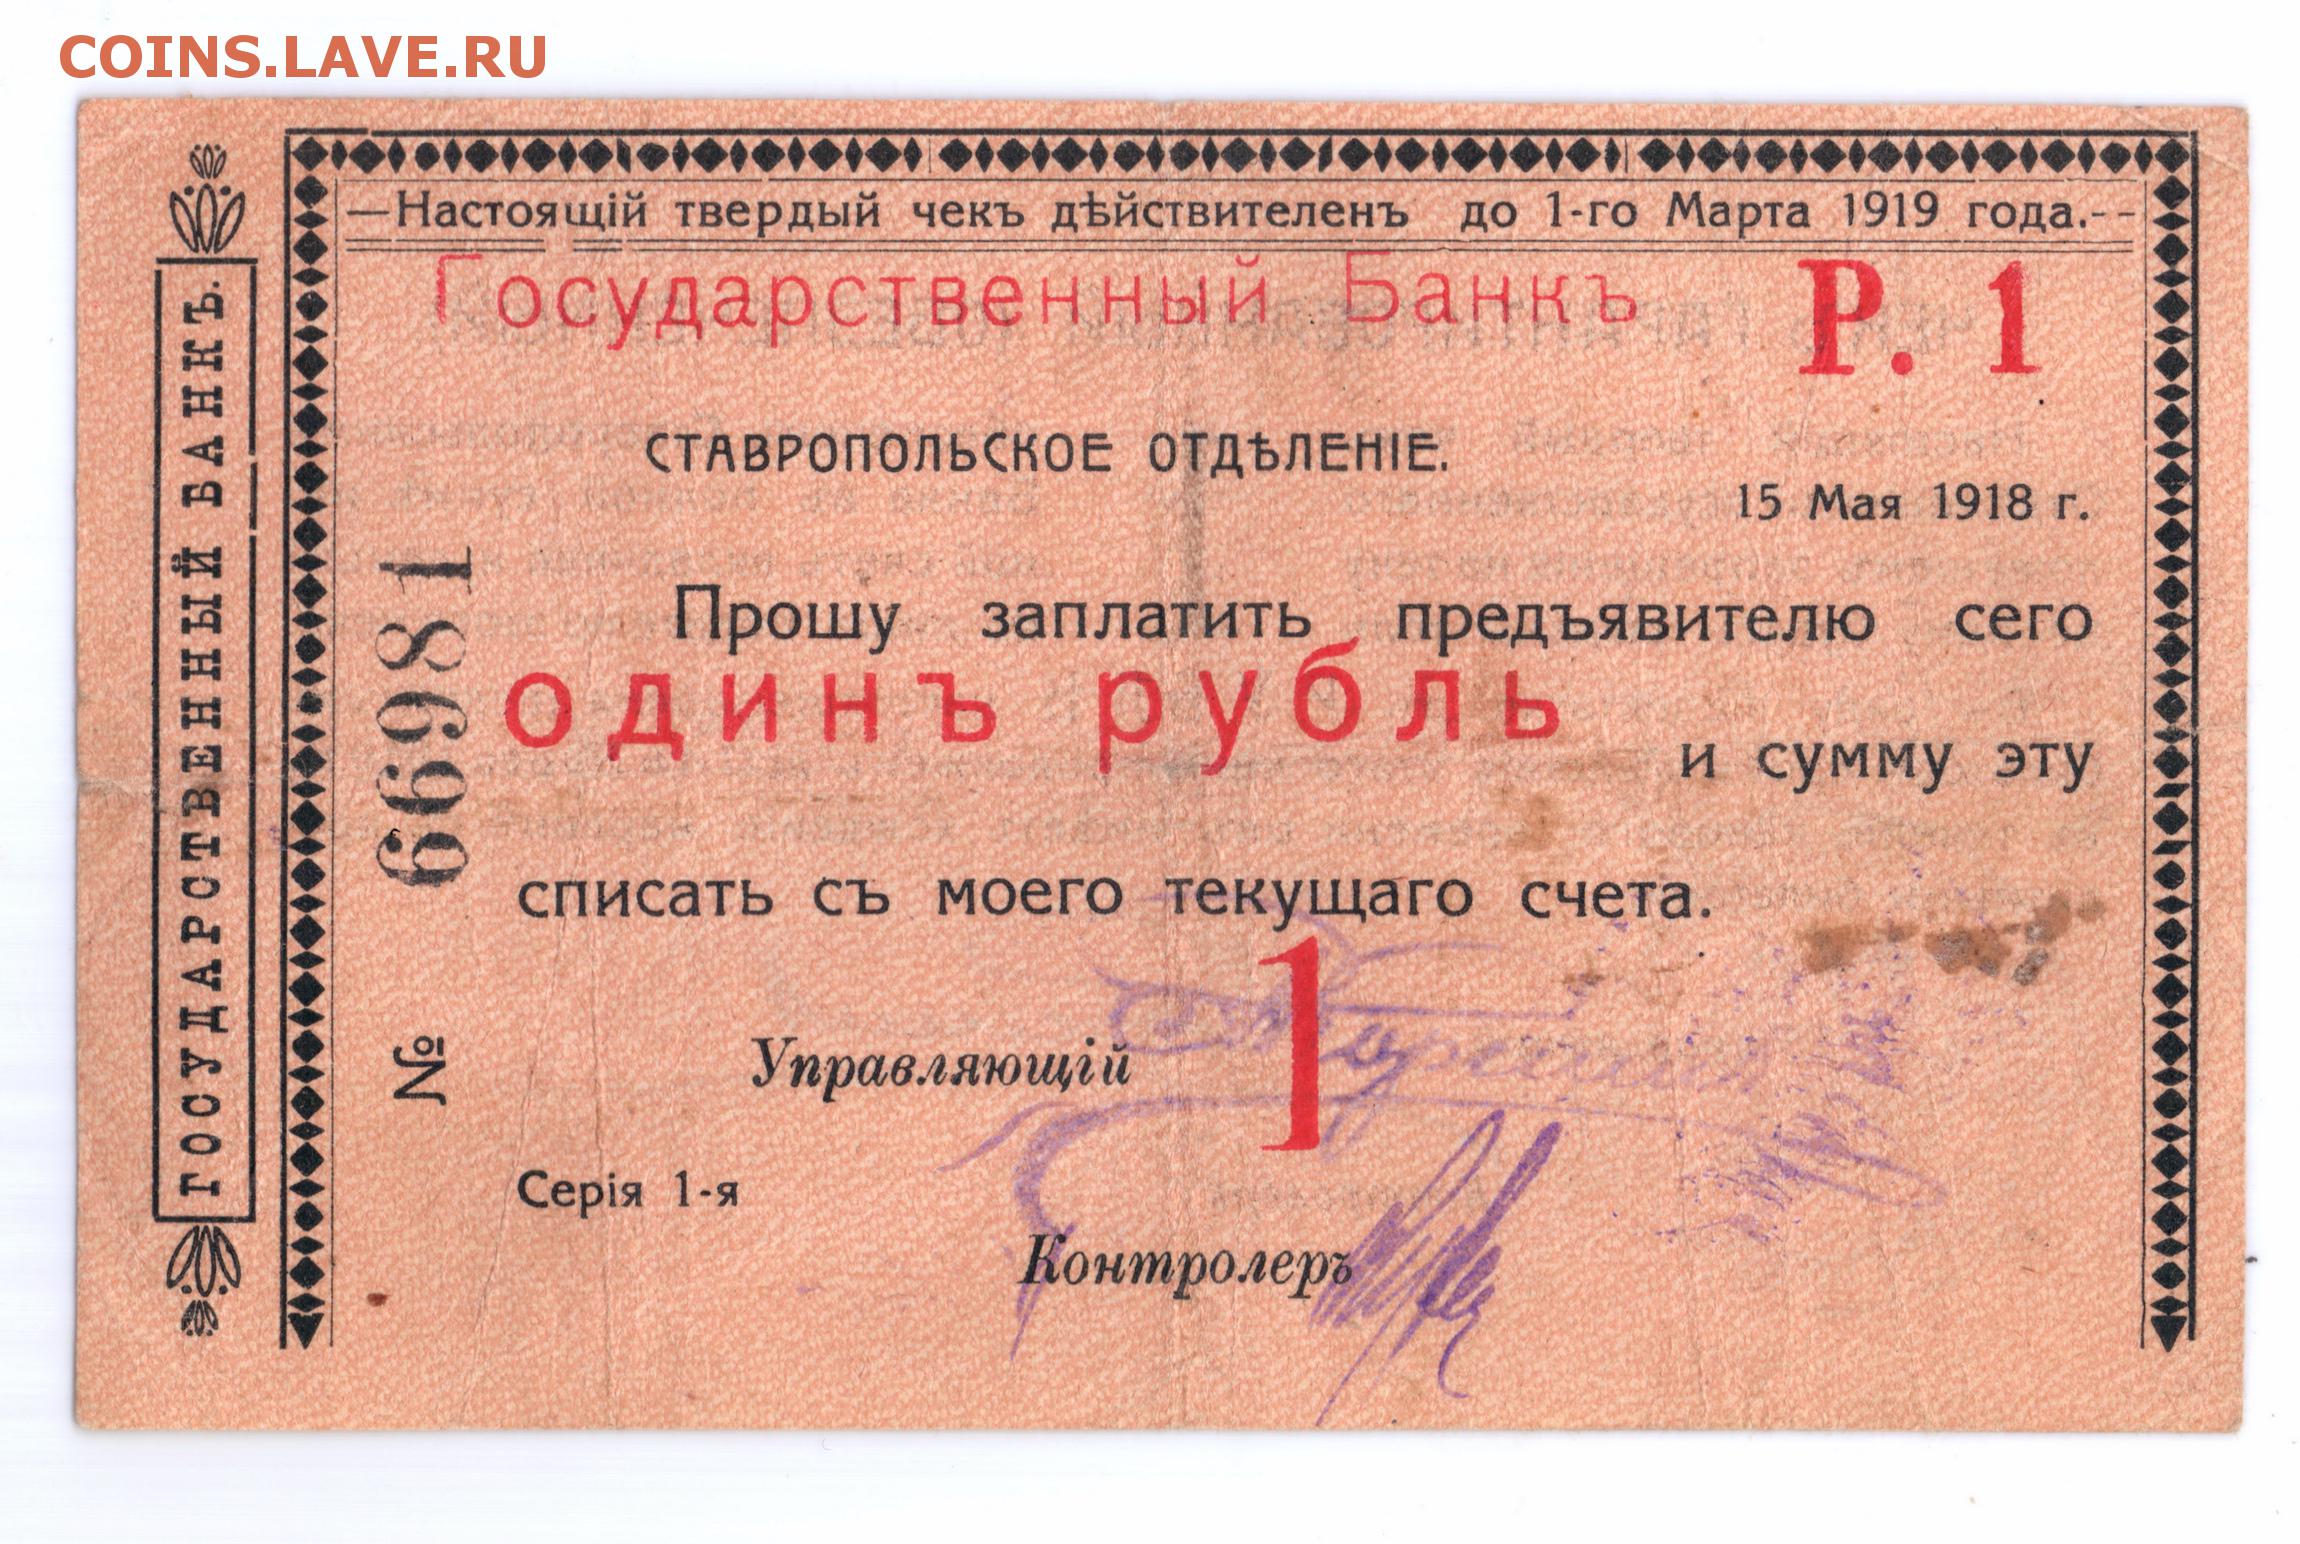 COINS.LAVE.RU
—Настоящій твердый чекъ дѣйствителенъ до 1-го Марта 1919 года.--
Государственный Банкъ Р. 1
СТАВРОПОЛЬСКОЕ ОТДѢЛЕНІЕ.
15 Мая 1918 г.
Прошу заплатить предъявителю сего
одинъ рубль
и сумму эту
списать съ моего текущаго счета.
1
Управляющій
Серія 1-я
Контролеръ
№ 66981
ГОСУДАРСТВЕННЫЙ БАНКЪ.